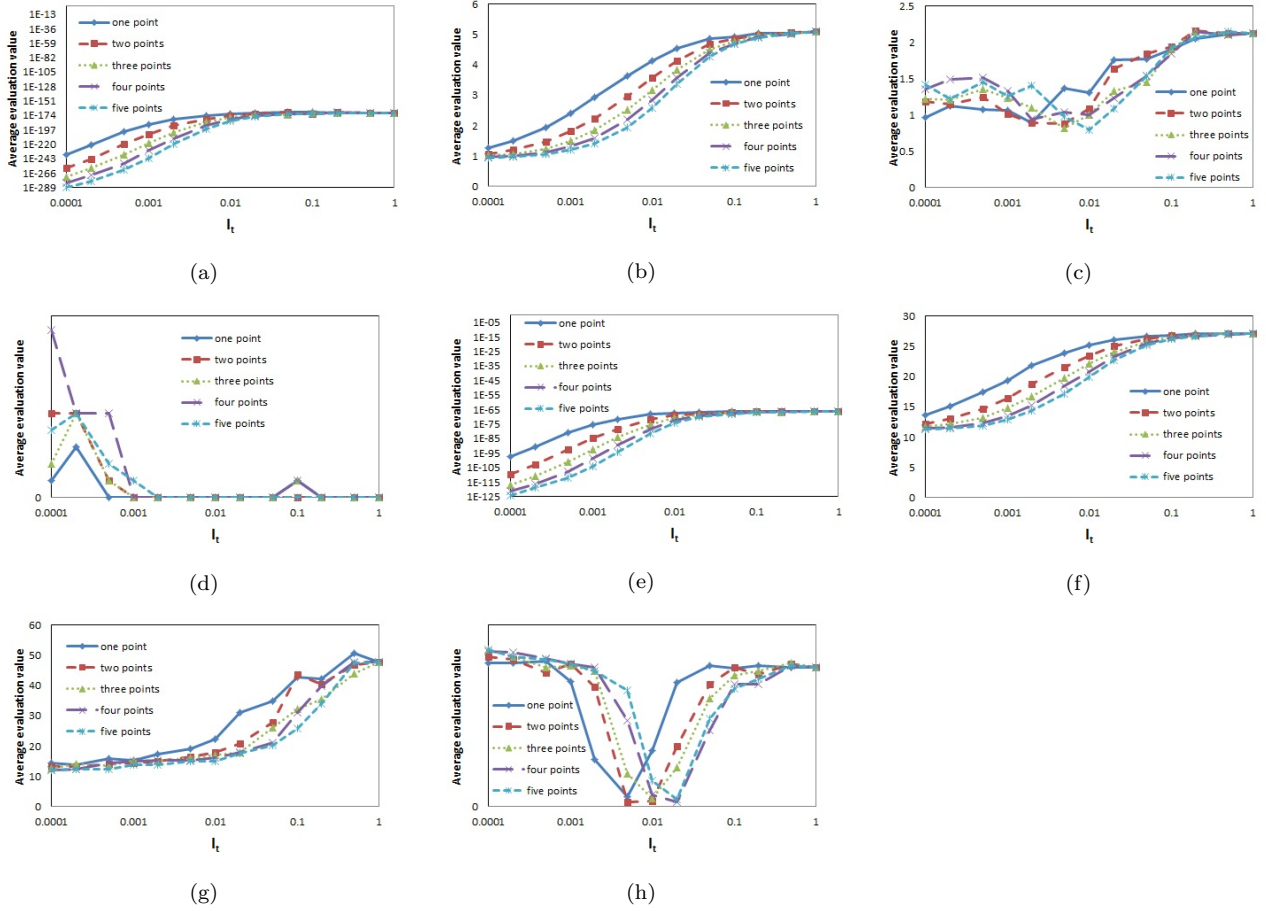 Average evaluation value
1E-13
1E-36
1E-59
1E-82
1E-105
1E-128
1E-151
1E-174
1E-197
1E-220
1E-243
1E-266
1E-289
one point
two points
three points
four points
five points
0.0001
0.001
0.01
0.1
1
I_t
(a)
Average evaluation value
6
5
4
3
2
1
0
one point
two points
three points
four points
five points
0.0001
0.001
0.01
0.1
1
I_t
(b)
Average evaluation value
2.5
2
1.5
1
0.5
0
one point
two points
three points
four points
five points
0.0001
0.001
0.01
0.1
1
I_t
(c)
Average evaluation value
0
one point
two points
three points
four points
five points
0.0001
0.001
0.01
0.1
1
I_t
(d)
Average evaluation value
1E-05
1E-15
1E-25
1E-35
1E-45
1E-55
1E-65
1E-75
1E-85
1E-95
1E-105
1E-115
1E-125
one point
two points
three points
four points
five points
0.0001
0.001
0.01
0.1
1
I_t
(e)
Average evaluation value
30
25
20
15
10
5
0
one point
two points
three points
four points
five points
0.0001
0.001
0.01
0.1
1
I_t
(f)
Average evaluation value
60
50
40
30
20
10
0
one point
two points
three points
four points
five points
0.0001
0.001
0.01
0.1
1
I_t
(g)
Average evaluation value
0
one point
two points
three points
four points
five points
0.0001
0.001
0.01
0.1
1
I_t
(h)